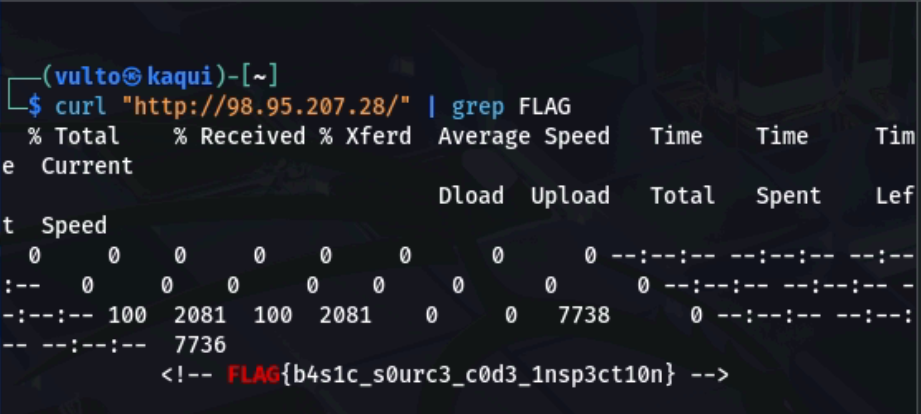 ┌──(vulto㉿kaqui)-[~]
└─$ curl "http://98.95.207.28/" | grep FLAG
  % Total    % Received % Xferd  Average Speed   Time    Time     Tim
e  Current
                                 Dload  Upload   Total   Spent    Lef
t  Speed
  0     0    0     0    0     0      0      0 --:--:-- --:--:-- --:--
:--   0     0    0     0    0     0      0      0 --:--:-- --:--:-- -
-:--:-- 100  2081  100  2081    0     0   7738      0 --:--:-- --:--:
-- --:--:--  7736
            <!-- FLAG{b4s1c_s0urc3_c0d3_1nsp3ct10n} -->